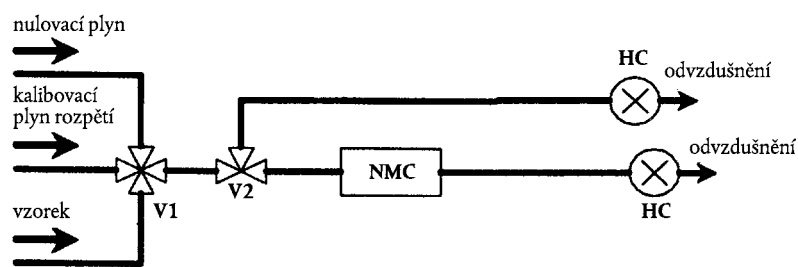 nulovací plyn
HC
odvzdušnění
kalibovací
plyn rozpětí
odvzdušnění
NMC
V1
V2
HC
vzorek